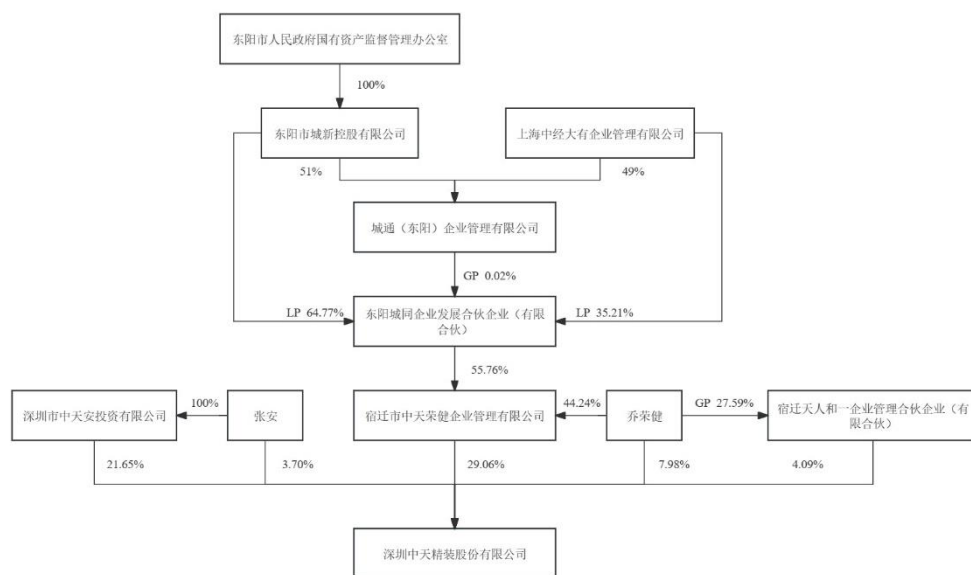 东阳市人民政府国有资产监督管理办公室
100%
东阳市城新控股有限公司
上海中经大有企业管理有限公司
51%
49%
城通（东阳）企业管理有限公司
GP 0.02%
LP 64.77%
东阳城同企业发展合伙企业（有限
合伙）
LP 35.21%
55.76%
深圳市中天安投资有限公司
100%
张安
宿迁市中天荣健企业管理有限公司
44.24%
乔荣健
GP 27.59%
宿迁天人和一企业管理合伙企业（有
限合伙）
21.65%
3.70%
29.06%
7.98%
4.09%
深圳中天精装股份有限公司